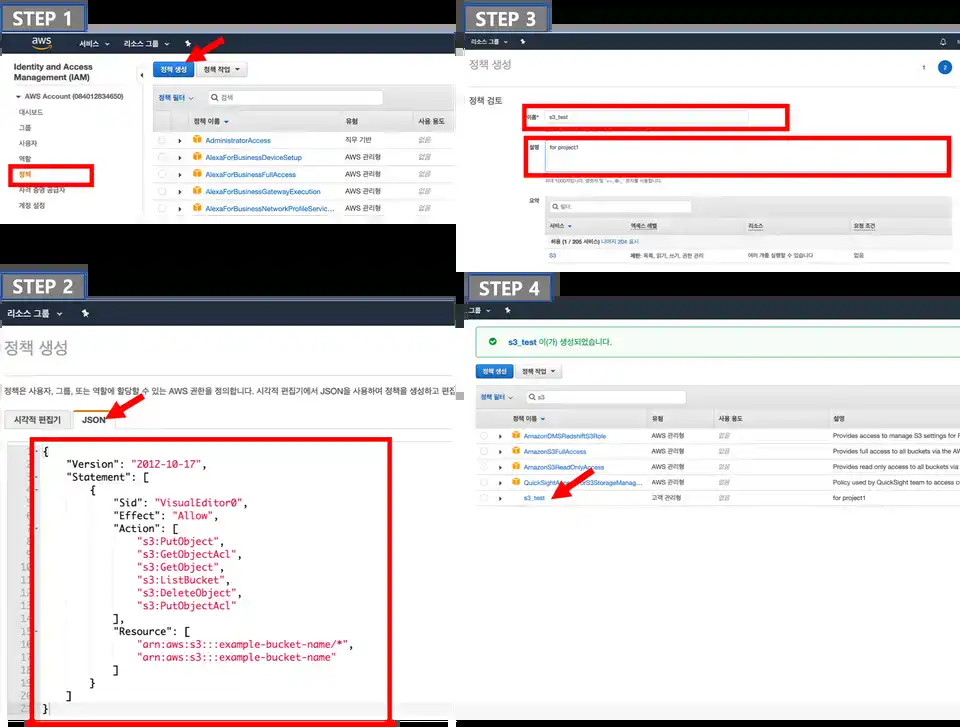 STEP 1
aws 서비스 리소스 그룹
Identity and Access
Management (IAM)
AWS Account (084012834650)
대시보드
그룹
사용자
역할
정책
자격 증명 공급자
계정 설정
정책 생성 정책 작업
정책 필터 검색
정책 이름 유형 사용 용도
AdministratorAccess 직무 기반 없음
AlexaForBusinessDeviceSetup AWS 관리형 없음
AlexaForBusinessFullAccess AWS 관리형 없음
AlexaForBusinessGatewayExecution AWS 관리형 없음
AlexaForBusinessNetworkProfileServic... AWS 관리형 없음
STEP 2
리소스 그룹
정책 생성
정책은 사용자, 그룹, 또는 역할에 할당할 수 있는 AWS 권한을 정의합니다. 시각적 편집기에서 JSON을 사용하여 정책을 생성하고 편집
시각적 편집기 JSON
{
"Version": "2012-10-17",
"Statement": [
{
"Sid": "VisualEditor0",
"Effect": "Allow",
"Action": [
"s3:PutObject",
"s3:GetObjectAcl",
"s3:GetObject",
"s3:ListBucket",
"s3:DeleteObject",
"s3:PutObjectAcl"
],
"Resource": [
"arn:aws:s3:::example-bucket-name/*",
"arn:aws:s3:::example-bucket-name"
]
}
]
}
STEP 3
리소스 그룹
정책 생성
1 2
정책 검토
이름* s3_test
설명 for project1
요약 필터:
서비스 액세스 레벨 리소스 요청 조건
허용 (1 / 205 서비스) 나머지 204 표시
S3 제한: 목록, 읽기, 쓰기, 권한 관리 여러 개를 실행할 수 있습니다 없음
STEP 4
그룹
s3_test 이(가) 생성되었습니다.
정책 생성 정책 작업
정책 필터 s3
정책 이름 유형 사용 용도 설명
AmazonDMSRedshiftS3Role AWS 관리형 없음 Provides access to manage S3 settings for
AmazonS3FullAccess AWS 관리형 없음 Provides full access to all buckets via the AW
AmazonS3ReadOnlyAccess AWS 관리형 없음 Provides read only access to all buckets via
S3StorageManag... AWS 관리형 없음 Policy used by QuickSight team to access c
s3_test 고객 관리형 없음 for project1